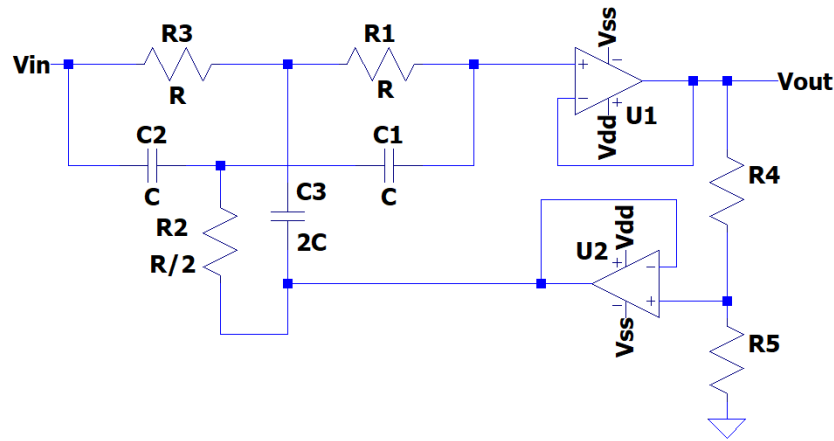 Vin
R3
R
R1
R
Vss
+
−
−
+
Vdd
U1
Vout
C2
C
C1
C
C3
2C
R2
R/2
R4
U2
Vdd
+
−
−
+
Vss
R5